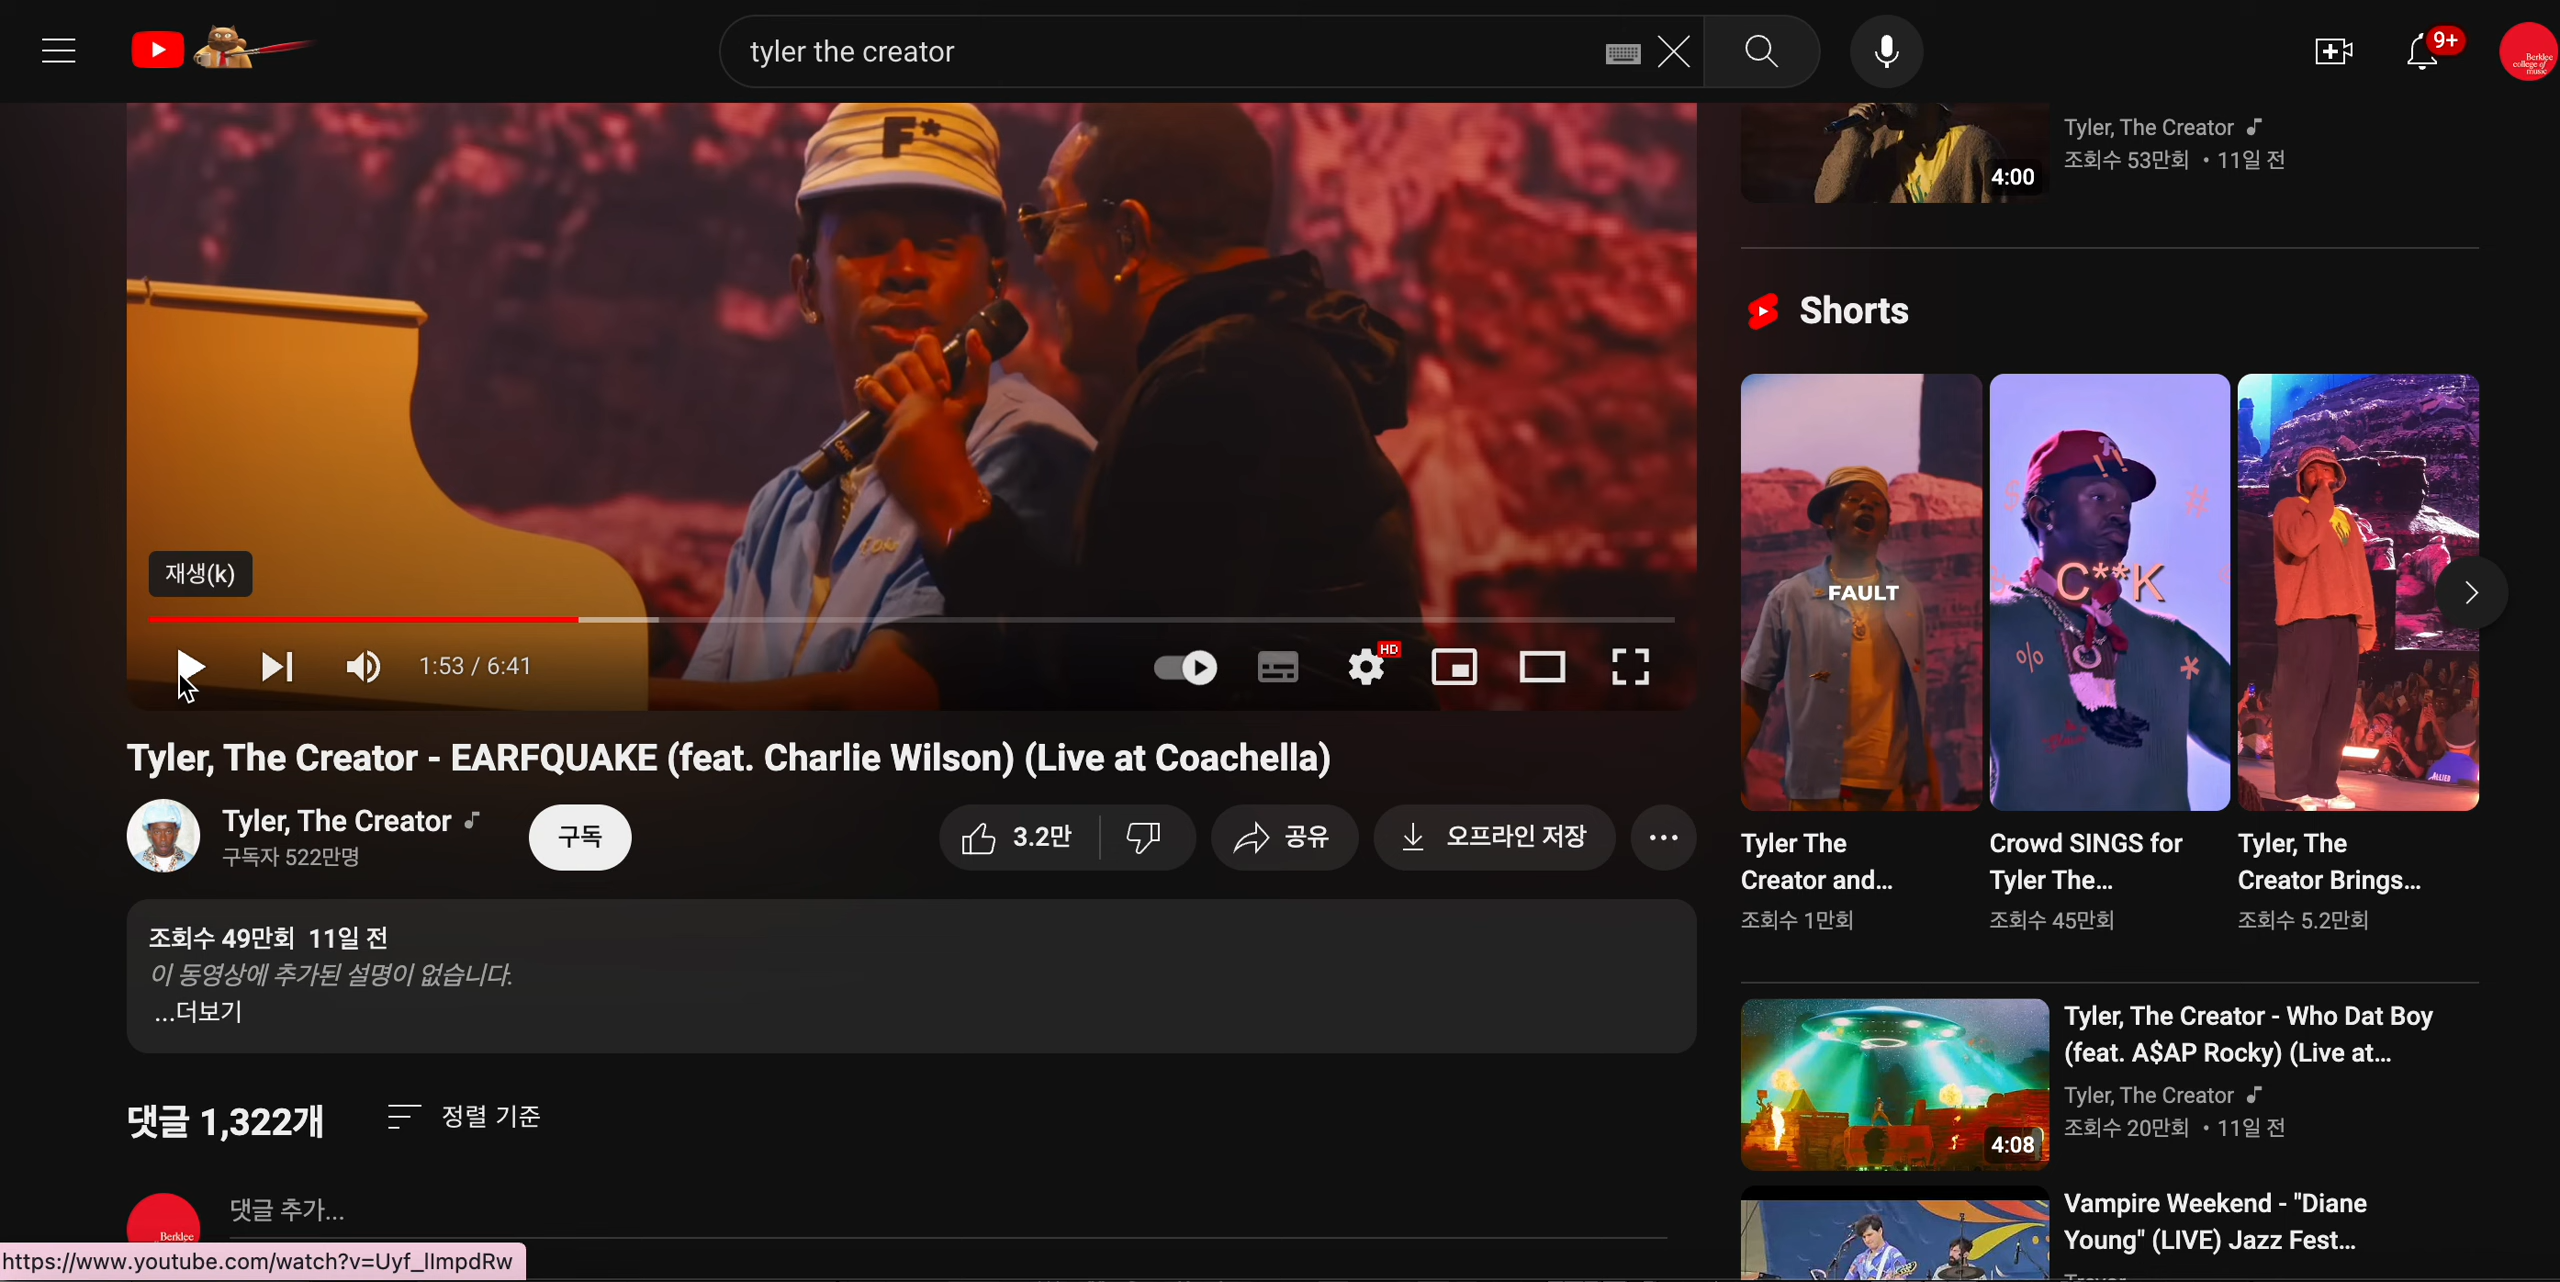 tyler the creator
9+
Berklee
college of
music
F*
재생(k)
1:53 / 6:41
HD
Tyler, The Creator - EARFQUAKE (feat. Charlie Wilson) (Live at Coachella)
Tyler, The Creator
구독자 522만명
구독
3.2만
공유
오프라인 저장
조회수 49만회 11일 전
이 동영상에 추가된 설명이 없습니다.
...더보기
댓글 1,322개
정렬 기준
Berklee
댓글 추가...
https://www.youtube.com/watch?v=Uyf_lImpdRw
4:00
Tyler, The Creator
조회수 53만회 • 11일 전
Shorts
FAULT
Tyler The
Creator and...
조회수 1만회
$ # C**K % *
Crowd SINGS for
Tyler The...
조회수 45만회
Tyler, The
Creator Brings...
조회수 5.2만회
4:08
Tyler, The Creator - Who Dat Boy
(feat. A$AP Rocky) (Live at...
Tyler, The Creator
조회수 20만회 • 11일 전
Vampire Weekend - "Diane
Young" (LIVE) Jazz Fest...